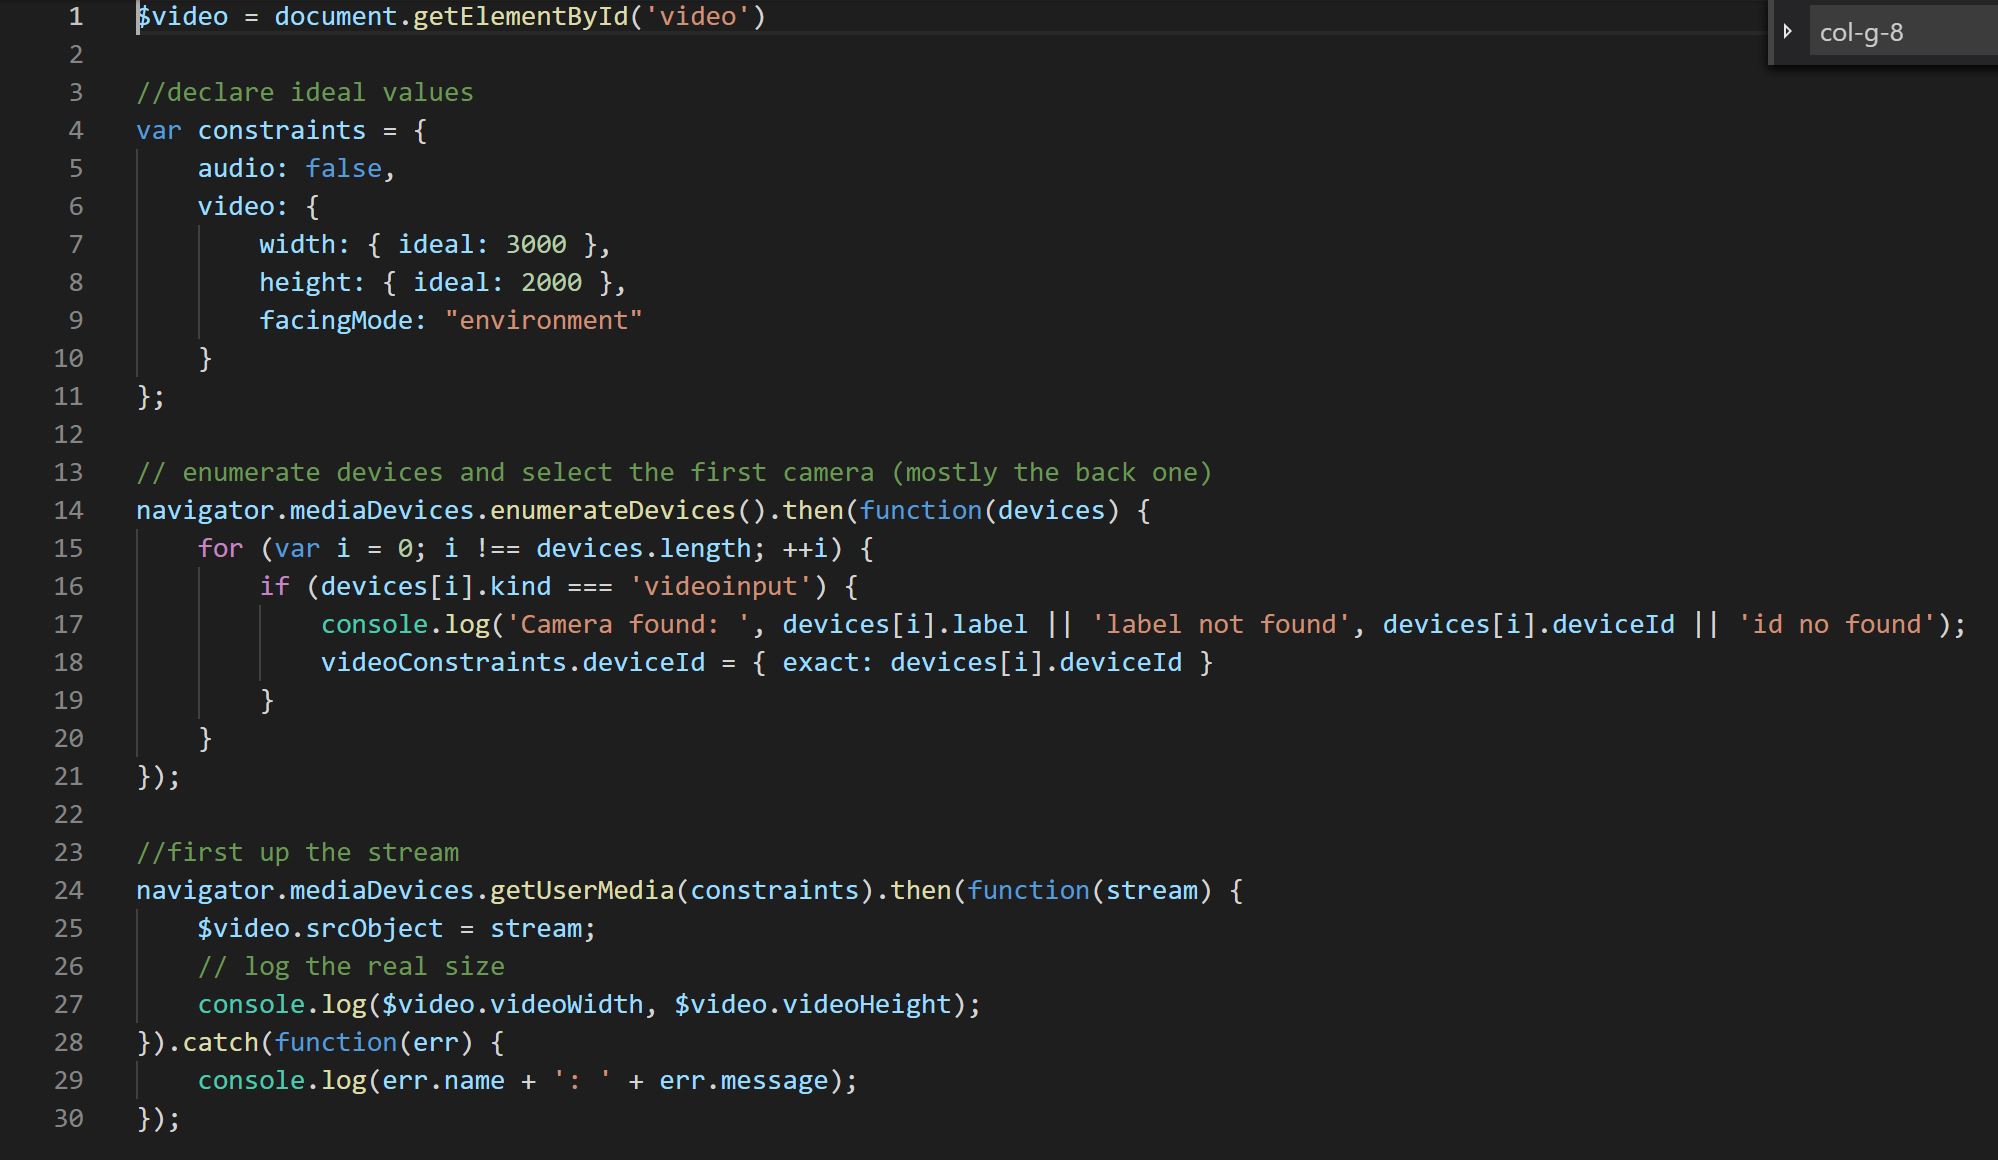 1 $video = document.getElementById('video')
col-g-8
2
3 //declare ideal values
4 var constraints = {
5     audio: false,
6     video: {
7         width: { ideal: 3000 },
8         height: { ideal: 2000 },
9         facingMode: "environment"
10     }
11 };
12
13 // enumerate devices and select the first camera (mostly the back one)
14 navigator.mediaDevices.enumerateDevices().then(function(devices) {
15     for (var i = 0; i !== devices.length; ++i) {
16         if (devices[i].kind === 'videoinput') {
17             console.log('Camera found: ', devices[i].label || 'label not found', devices[i].deviceId || 'id no found');
18             videoConstraints.deviceId = { exact: devices[i].deviceId }
19         }
20     }
21 });
22
23 //first up the stream
24 navigator.mediaDevices.getUserMedia(constraints).then(function(stream) {
25     $video.srcObject = stream;
26     // log the real size
27     console.log($video.videoWidth, $video.videoHeight);
28 }).catch(function(err) {
29     console.log(err.name + ': ' + err.message);
30 });